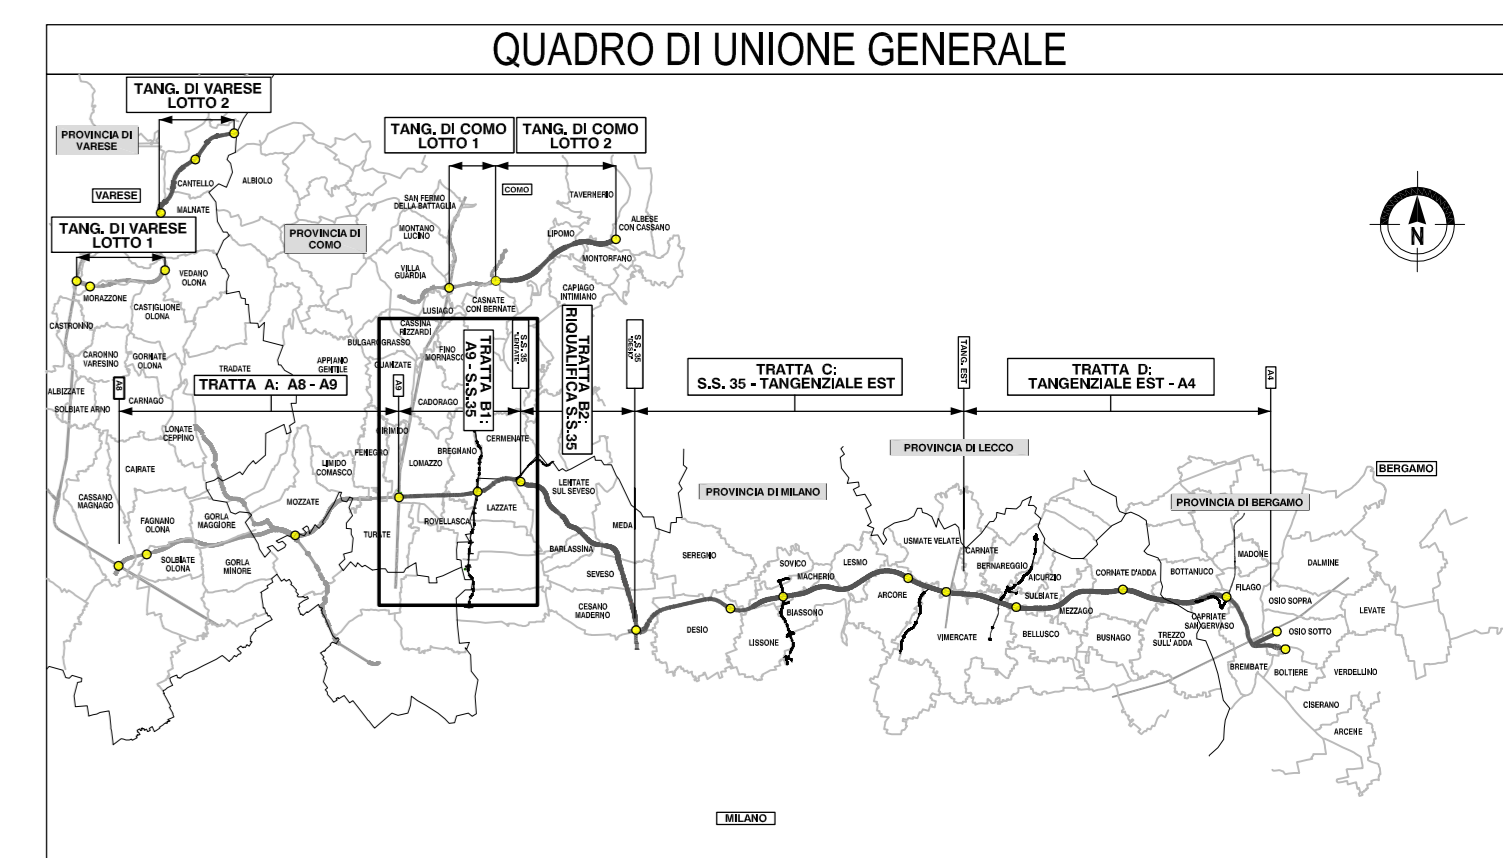 QUADRO DI UNIONE GENERALE
TANG. DI VARESE
LOTTO 2
PROVINCIA DI
VARESE
TANG. DI COMO
LOTTO 1
TANG. DI COMO
LOTTO 2
CANTELLO
ALBIOLO
VARESE
MALNATE
COMO
TAVERNERIO
SAN FERMO
DELLA BATTAGLIA
ALBESE
CON CASSANO
TANG. DI VARESE
LOTTO 1
PROVINCIA DI
COMO
MONTANO
LUCINO
LIPOMO
MONTORFANO
N
VILLA
GUARDIA
VEDANO
OLONA
MORAZZONE
CASTIGLIONE
OLONA
CAPIAGO
INTIMIANO
CASNATE
CON BERNATE
LUSIAGO
CASTRONNO
CASSINA
RIZZARDI
BULGAROGRASSO
FINO
MORNASCO
CARONNO
VARESINO
GORNATE
OLONA
TRADATE
APPIANO
GENTILE
GUANZATE
TRATTA B1:
A9 - S.S.35
S.S. 35
TRATTA B2:
RIQUALIFICA S.S.35
S.S. 35
TANG. EST
A4
A8
TRATTA A: A8 - A9
A9
TRATTA C:
S.S. 35 - TANGENZIALE EST
TRATTA D:
TANGENZIALE EST - A4
ALBIZZATE
CARNAGO
SOLBIATE ARNO
CADORAGO
LONATE
CEPPINO
CIRIMIDO
CERMENATE
FENEGRO
BREGNANO
LOMAZZO
LIMIDO
COMASCO
CAIRATE
PROVINCIA DI LECCO
BERGAMO
LENTATE
SUL SEVESO
PROVINCIA DI MILANO
PROVINCIA DI BERGAMO
CASSANO
MAGNAGO
MOZZATE
LAZZATE
ROVELLASCA
FAGNANO
OLONA
GORLA
MAGGIORE
TURATE
MEDA
USMATE VELATE
CARNATE
BARLASSINA
SEREGNO
SOLBIATE
OLONA
GORLA
MINORE
SEVESO
SOVICO
MACHERIO
LESMO
BERNAREGGIO
AICURZIO
CORNATE D'ADDA
BOTTANUCO
MADONE
DALMINE
FILAGO
OSIO SOPRA
CESANO
MADERNO
BIASSONO
ARCORE
SULBIATE
MEZZAGO
CAPRIATE
SAN GERVASO
LEVATE
DESIO
LISSONE
VIMERCATE
BELLUSCO
BUSNAGO
TREZZO
SULL' ADDA
OSIO SOTTO
BREMBATE
BOLTIERE
VERDELLINO
CISERANO
ARCENE
MILANO